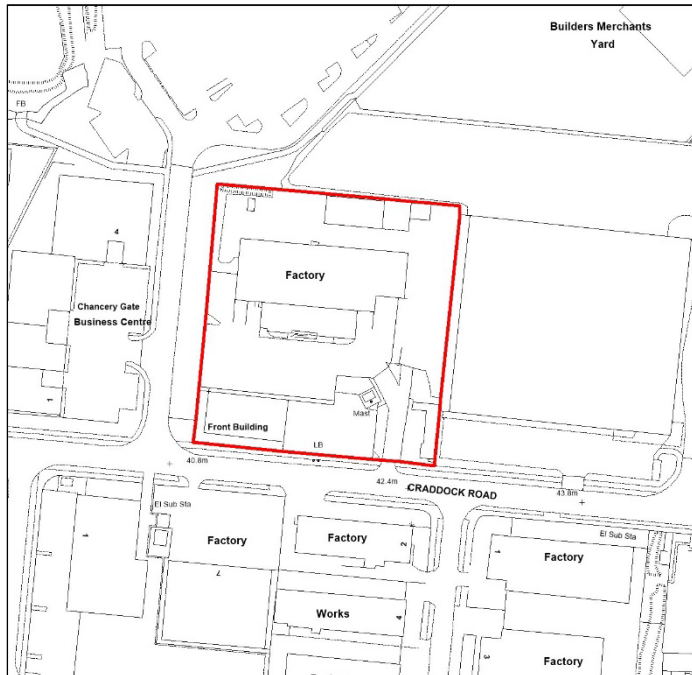 Builders Merchants
Yard
FB
4
Factory
Chancery Gate
Business Centre
1
Mast
Front Building
LB
40.8m
42.4m
CRADDOCK ROAD
43.8m
El Sub Sta
El Sub Sta
1
Factory
Factory
2
1
Factory
7
Works
4
3
Factory